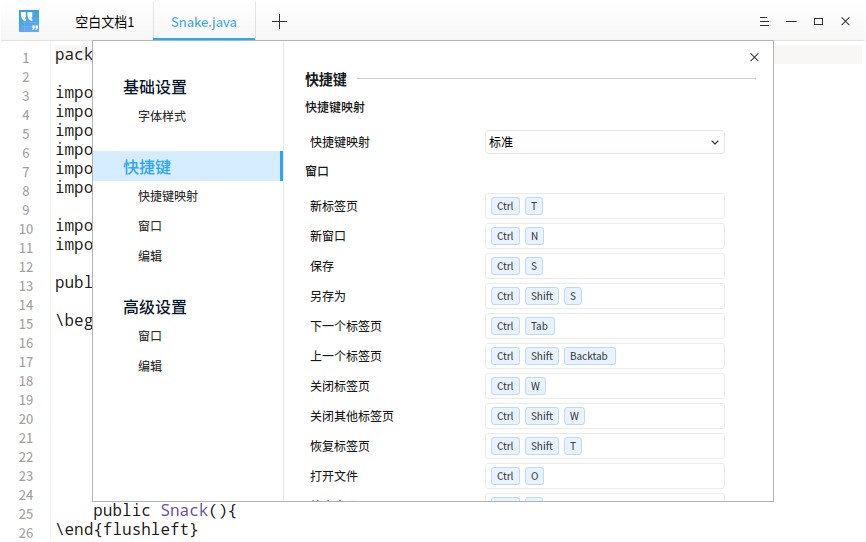 空白文档1
Snake.java
1 pack
2
3 impo
4 impo
5 impo
6 impo
7 impo
8 impo
9
10 impo
11 impo
12
13 publ
14
15 \beg
16
17
18
19
20
21
22
23
24
25 public Snack(){
26 \end{flushleft}
基础设置
字体样式
快捷键
快捷键映射
窗口
编辑
高级设置
窗口
编辑
快捷键
快捷键映射
快捷键映射 标准
窗口
新标签页 Ctrl T
新窗口 Ctrl N
保存 Ctrl S
另存为 Ctrl Shift S
下一个标签页 Ctrl Tab
上一个标签页 Ctrl Shift Backtab
关闭标签页 Ctrl W
关闭其他标签页 Ctrl Shift W
恢复标签页 Ctrl Shift T
打开文件 Ctrl O